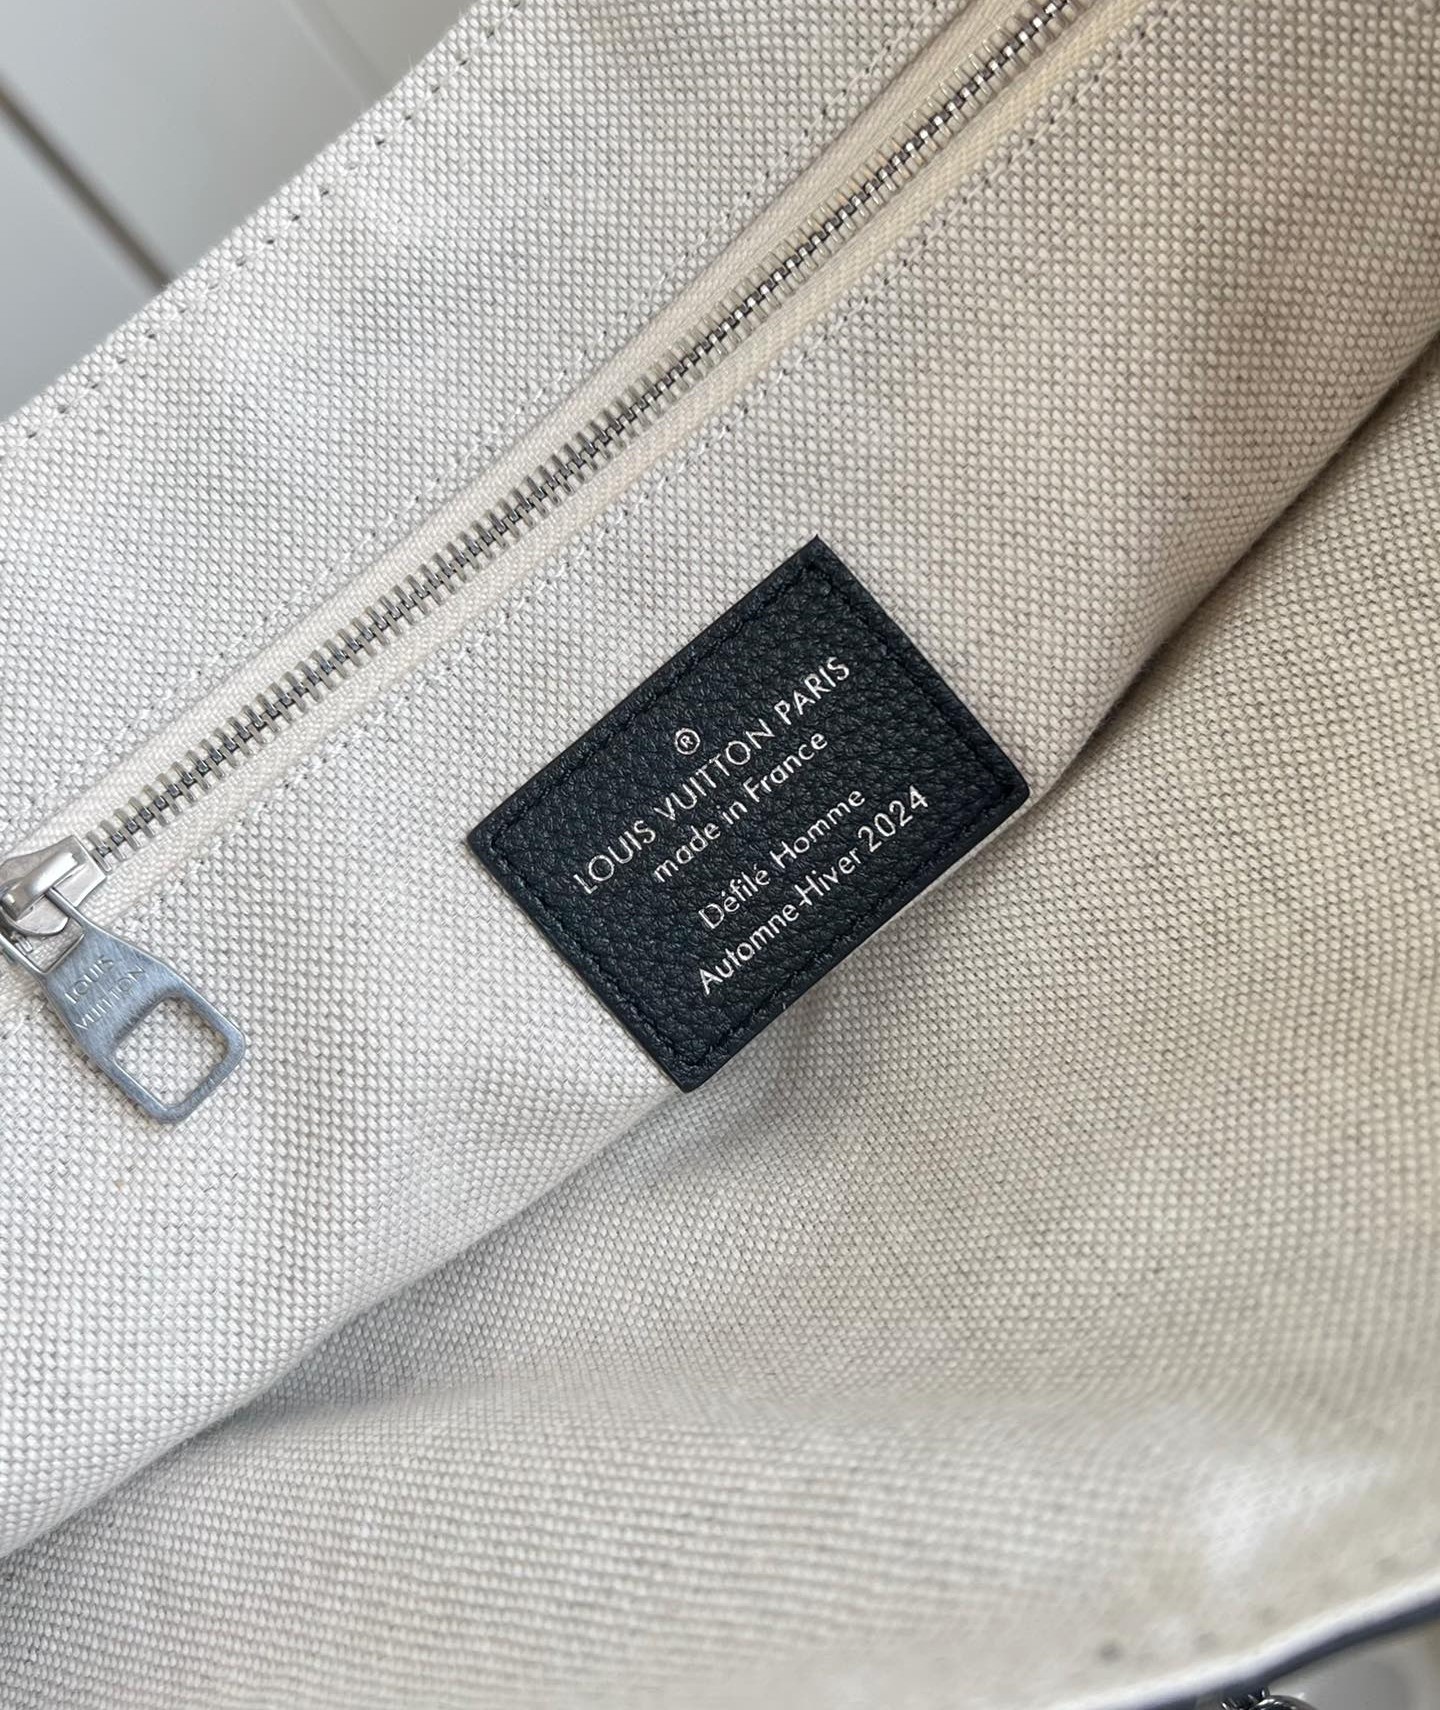 ®
LOUIS VUITTON PARIS
made in France
Défilé Homme
Automne-Hiver 2024
LOUIS
VUITTON